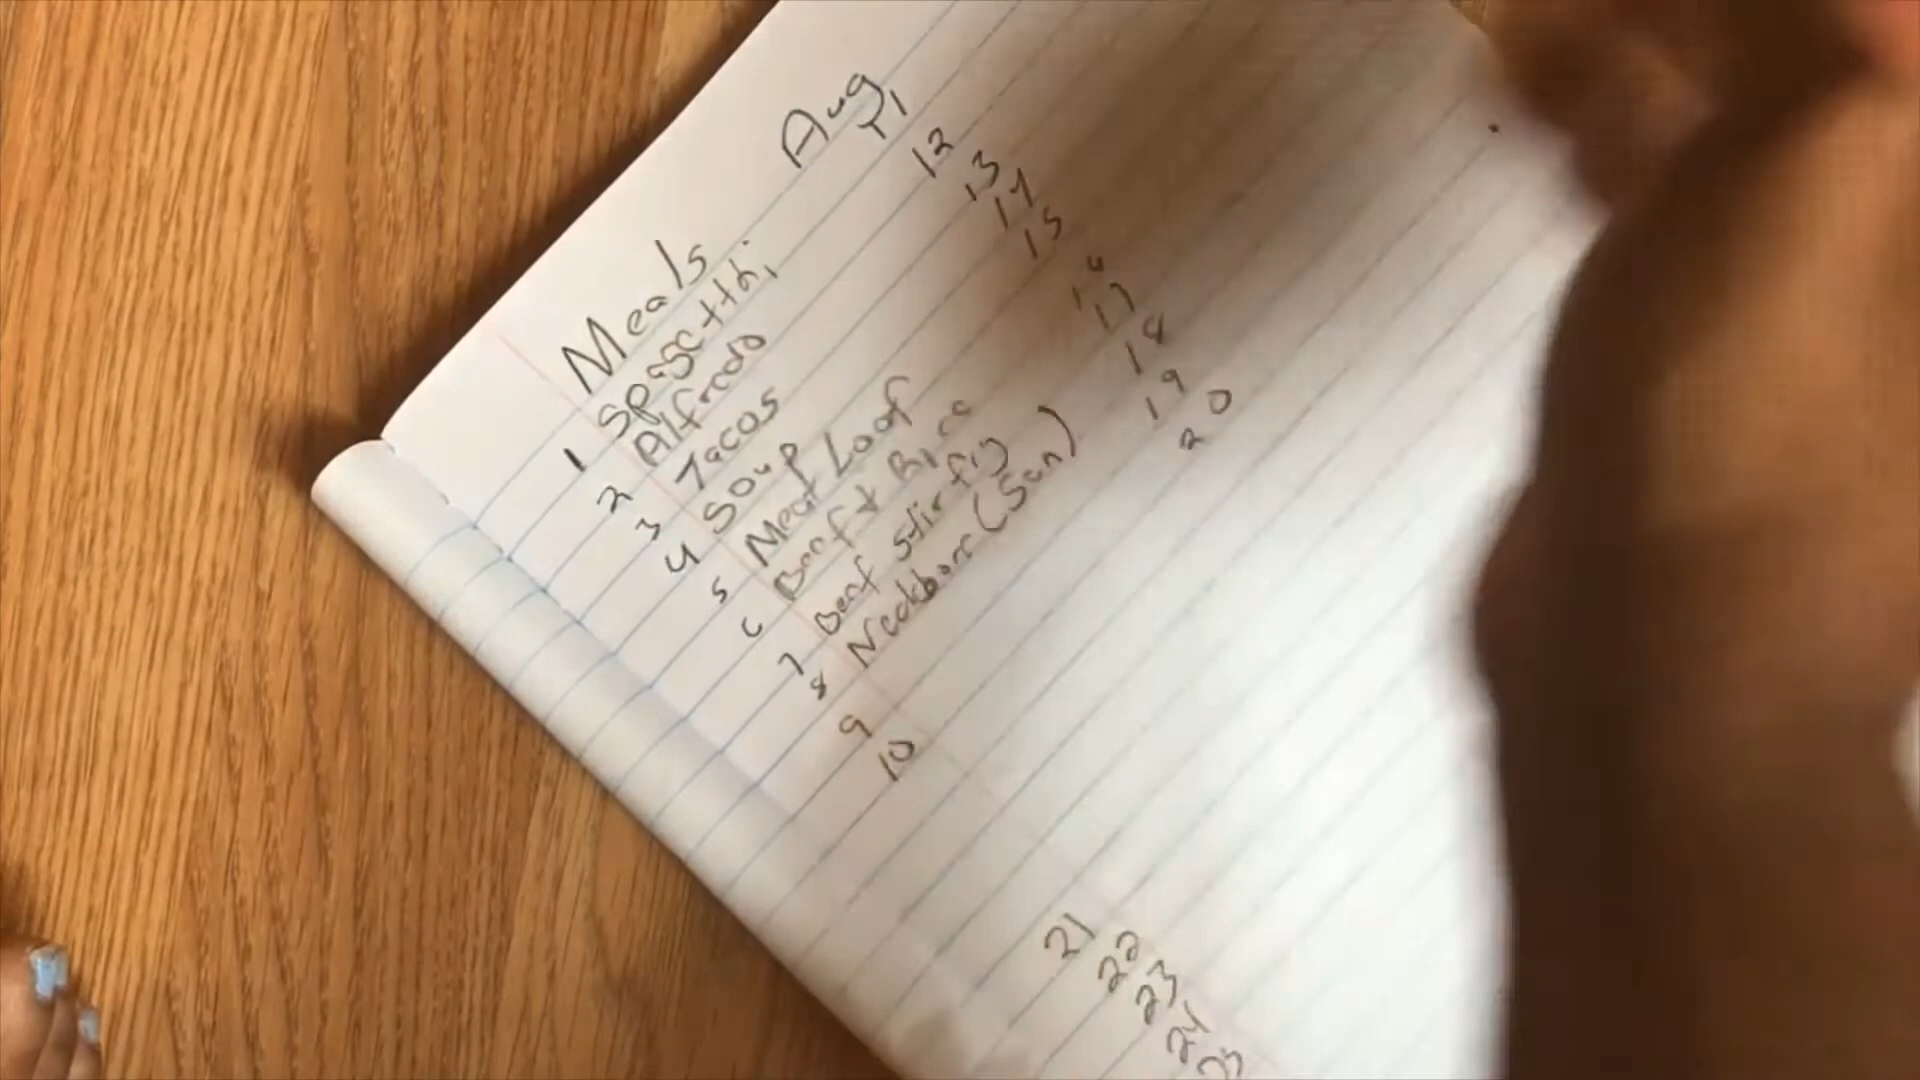 Meals Aug
1 Spagetthi
2 Alfredo
3 Tacos
4 Soup
5 Meat Loaf
6 Beef & Rice
7 Beef Stir fry
8 Neckbone (Sun)
9
10
11
12
13
14
15
16
17
18
19
20
21
22
23
24
25